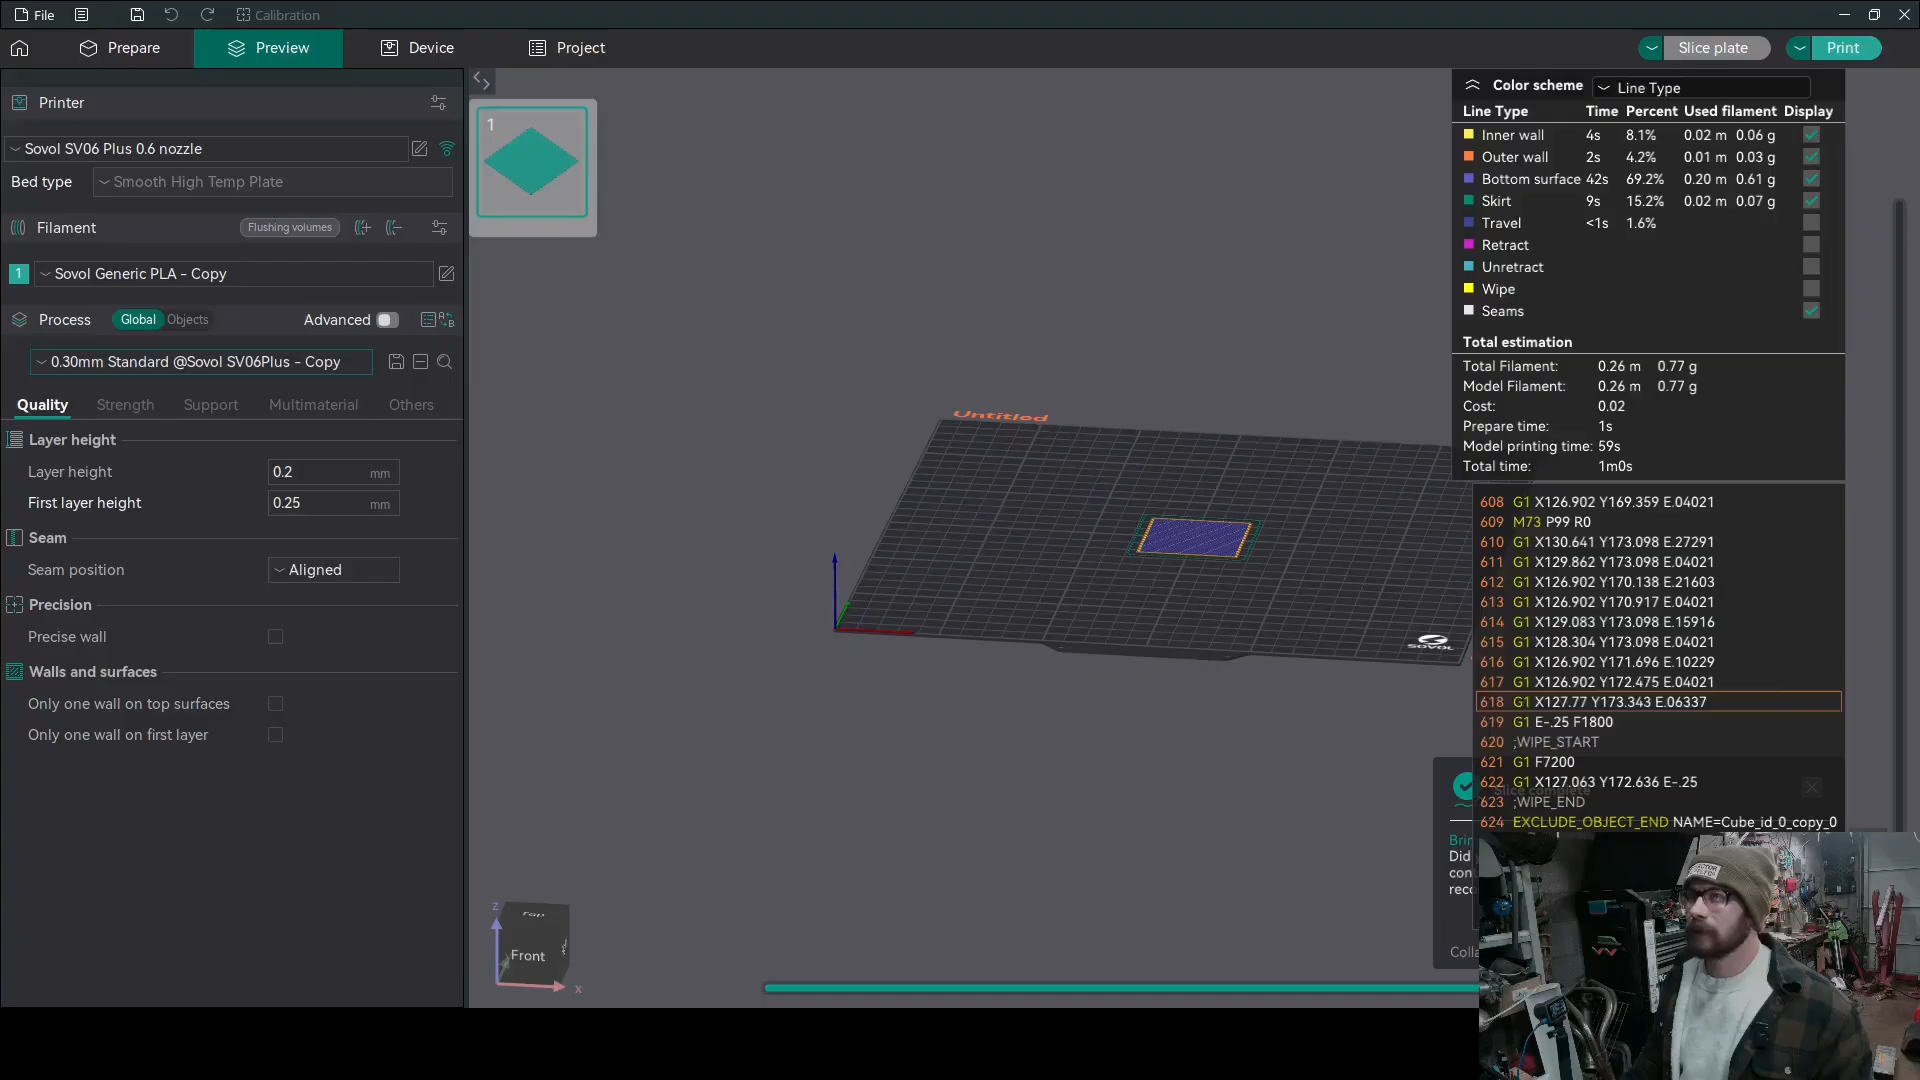 File
Calibration
Prepare
Preview
Device
Project
Slice plate
Print
Printer
Sovol SV06 Plus 0.6 nozzle
Bed type
Smooth High Temp Plate
Filament
Flushing volumes
1
Sovol Generic PLA - Copy
Process
Global
Objects
Advanced
0.30mm Standard @Sovol SV06Plus - Copy
Quality
Strength
Support
Multimaterial
Others
Layer height
Layer height
0.2
mm
First layer height
0.25
mm
Seam
Seam position
Aligned
Precision
Precise wall
Walls and surfaces
Only one wall on top surfaces
Only one wall on first layer
1
Untitled
SOVOL
Z
Top
Front
X
Color scheme
Line Type
Line Type Time Percent Used filament Display
Inner wall 4s 8.1% 0.02 m 0.06 g
Outer wall 2s 4.2% 0.01 m 0.03 g
Bottom surface 42s 69.2% 0.20 m 0.61 g
Skirt 9s 15.2% 0.02 m 0.07 g
Travel <1s 1.6%
Retract
Unretract
Wipe
Seams
Total estimation
Total Filament: 0.26 m 0.77 g
Model Filament: 0.26 m 0.77 g
Cost: 0.02
Prepare time: 1s
Model printing time: 59s
Total time: 1m0s
608 G1 X126.902 Y169.359 E.04021
609 M73 P99 R0
610 G1 X130.641 Y173.098 E.27291
611 G1 X129.862 Y173.098 E.04021
612 G1 X126.902 Y170.138 E.21603
613 G1 X126.902 Y170.917 E.04021
614 G1 X129.083 Y173.098 E.15916
615 G1 X128.304 Y173.098 E.04021
616 G1 X126.902 Y171.696 E.10229
617 G1 X126.902 Y172.475 E.04021
618 G1 X127.77 Y173.343 E.06337
619 G1 E-.25 F1800
620 ;WIPE_START
621 G1 F7200
622 G1 X127.063 Y172.636 E-.25
623 ;WIPE_END
624 EXCLUDE_OBJECT_END NAME=Cube_id_0_copy_0
Slice complete
Brin
Did
con
reco
Colla